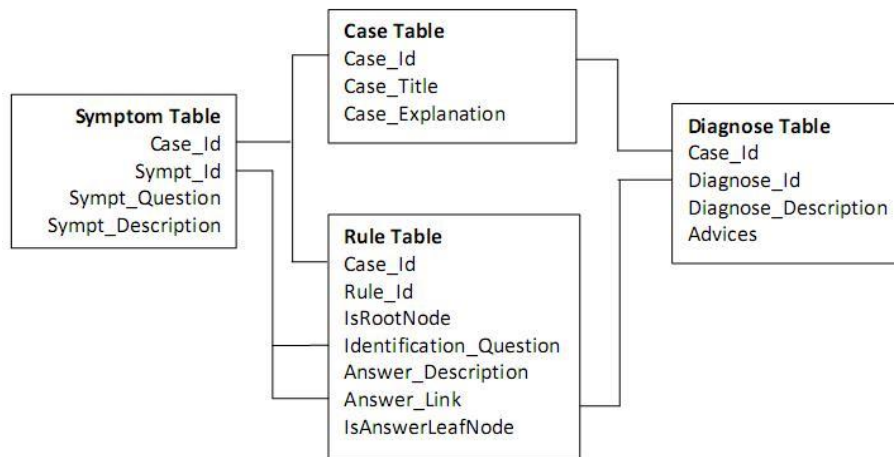 Case Table
Case_Id
Case_Title
Case_Explanation
Symptom Table
Case_Id
Sympt_Id
Sympt_Question
Sympt_Description
Diagnose Table
Case_Id
Diagnose_Id
Diagnose_Description
Advices
Rule Table
Case_Id
Rule_Id
IsRootNode
Identification_Question
Answer_Description
Answer_Link
IsAnswerLeafNode